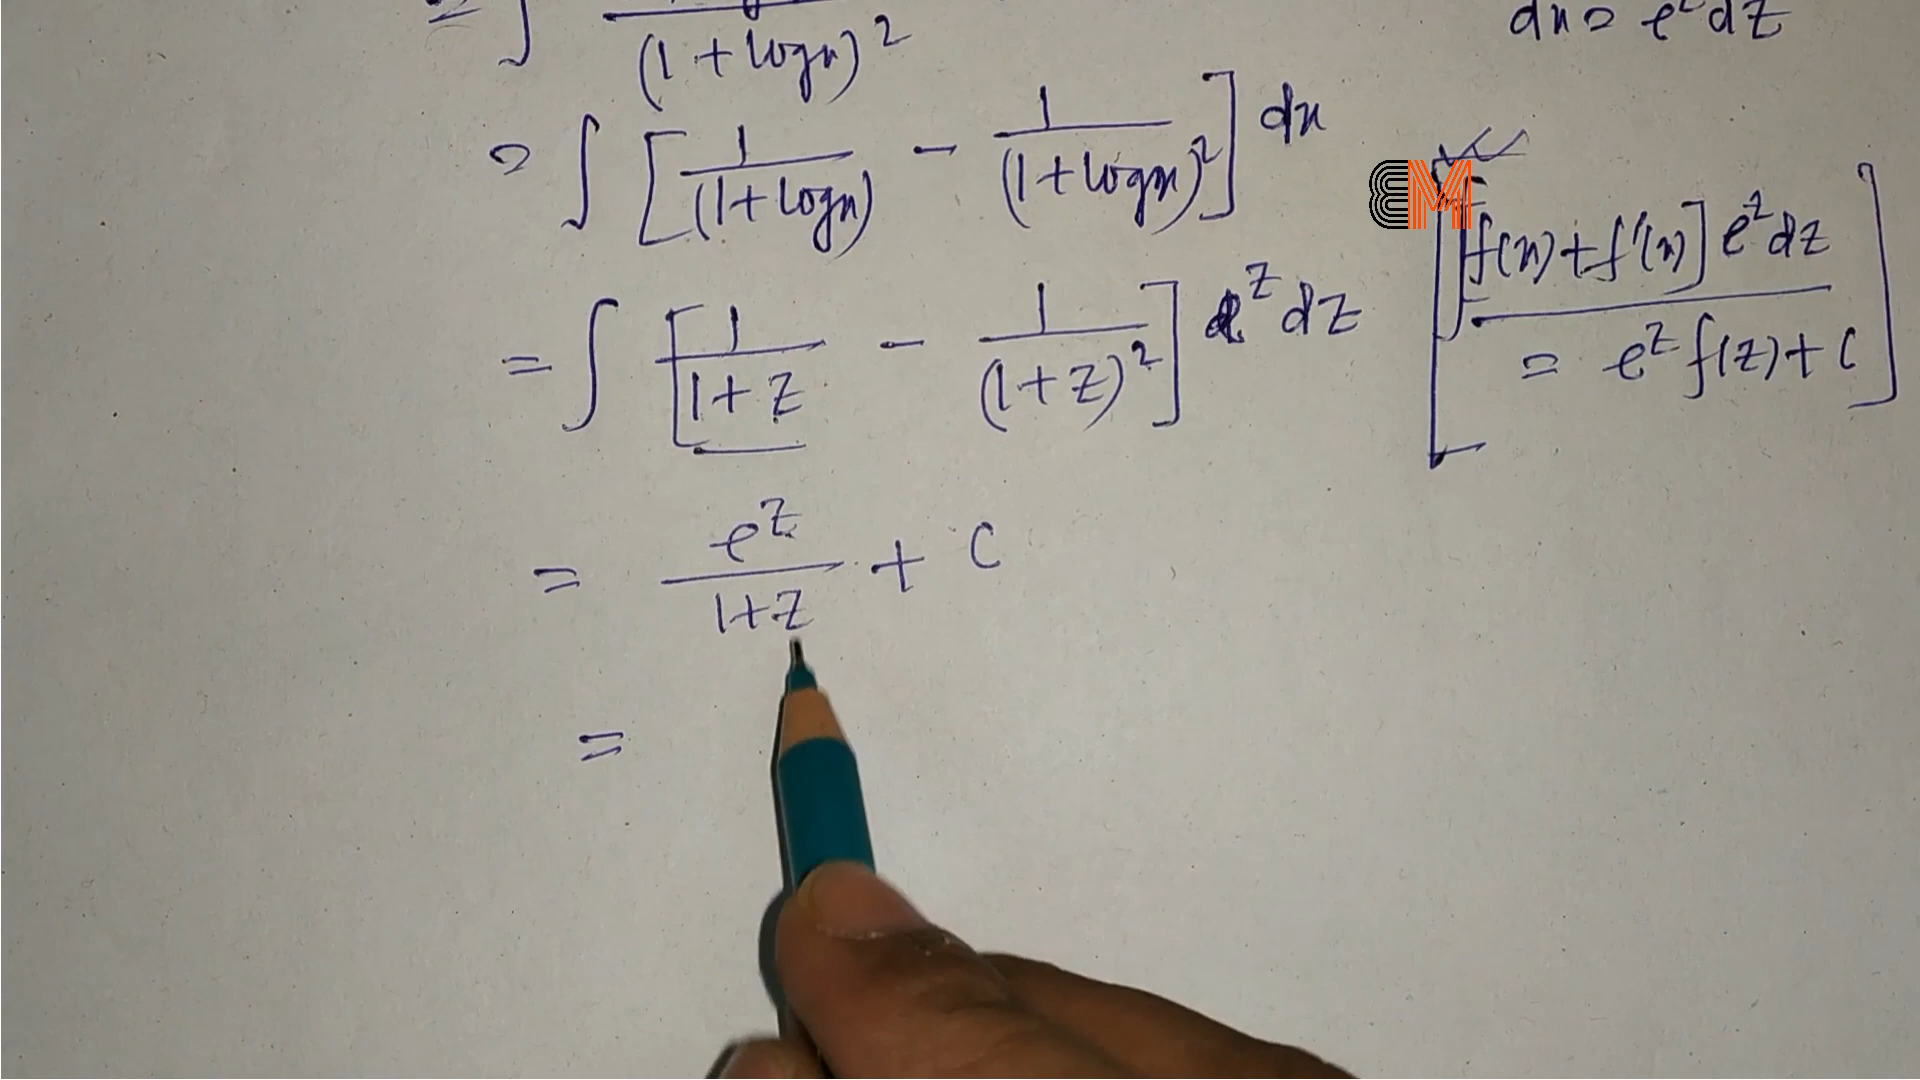 = ∫ (1 + logx)²
dx = e^z dz
= ∫ [1/(1+logx) - 1/(1+logx)²] dx
= ∫ [1/(1+z) - 1/(1+z)²] e^z dz
EM
[∫ f(x) + f'(x)] e^z dz
= e^z f(z) + C]
= e^z/(1+z) + C
=